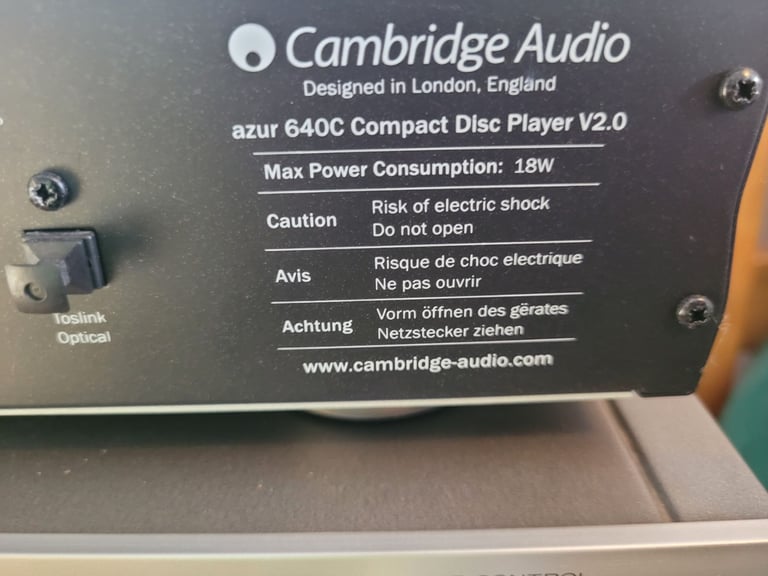 Cambridge Audio
Designed in London, England
azur 640C Compact DIsc Player V2.0
Max Power Consumption: 18W
Caution
Risk of electric shock
Do not open
Avis
Risque de choc electrique
Ne pas ouvrir
Achtung
Vorm öffnen des gërates
Netzstecker ziehen
www.cambridge-audio.com
Toslink
Optical
CONTROL